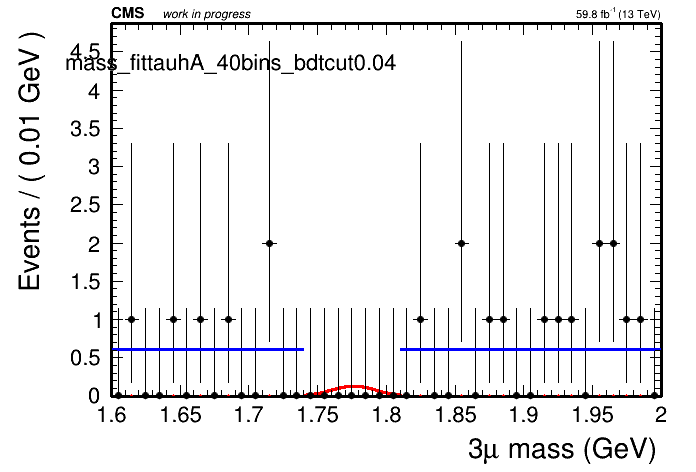 CMS work in progress 59.8 fb-1 (13 TeV)
mass_fittauhA_40bins_bdtcut0.04
Events / ( 0.01 GeV )
4.5
4
3.5
3
2.5
2
1.5
1
0.5
0
1.6 1.65 1.7 1.75 1.8 1.85 1.9 1.95 2
3μ mass (GeV)